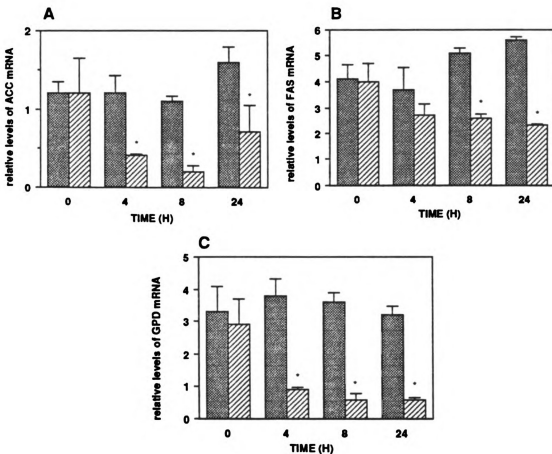 A
relative levels of ACC mRNA
2
1
0
*
*
*
0 4 8 24
TIME (H)
B
relative levels of FAS mRNA
6
5
4
3
2
1
0
*
*
0 4 8 24
TIME (H)
C
relative levels of GPD mRNA
5
4
3
2
1
0
*
*
*
0 4 8 24
TIME (H)